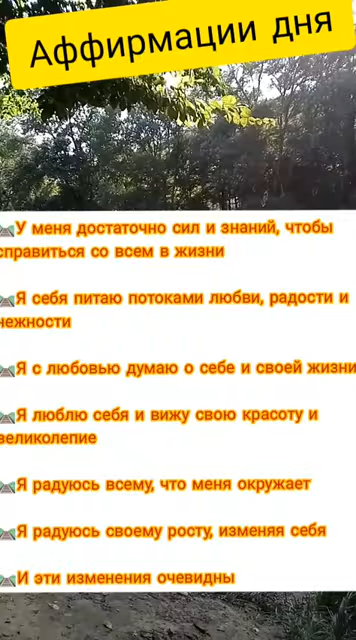 Аффирмации дня
У меня достаточно сил и знаний, чтобы
справиться со всем в жизни
Я себя питаю потоками любви, радости и
нежности
Я с любовью думаю о себе и своей жизни
Я люблю себя и вижу свою красоту и
великолепие
Я радуюсь всему, что меня окружает
Я радуюсь своему росту, изменяя себя
И эти изменения очевидны